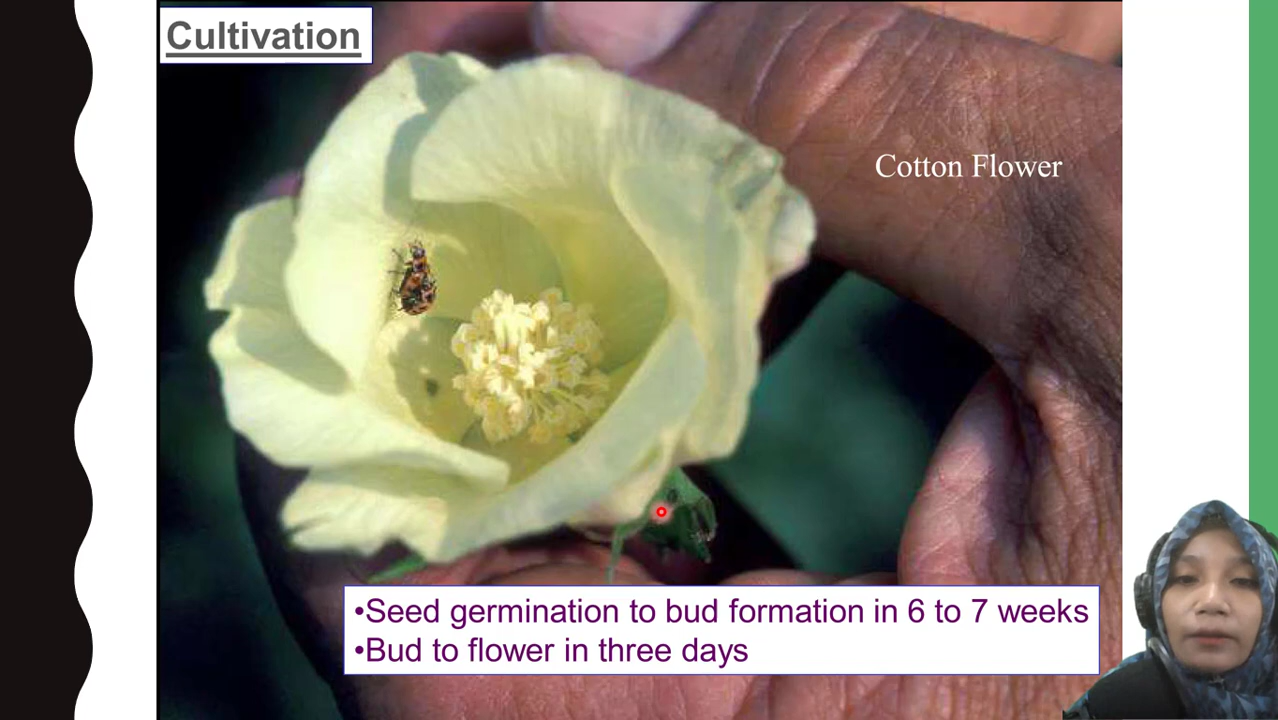 Cultivation
Cotton Flower
•Seed germination to bud formation in 6 to 7 weeks
•Bud to flower in three days